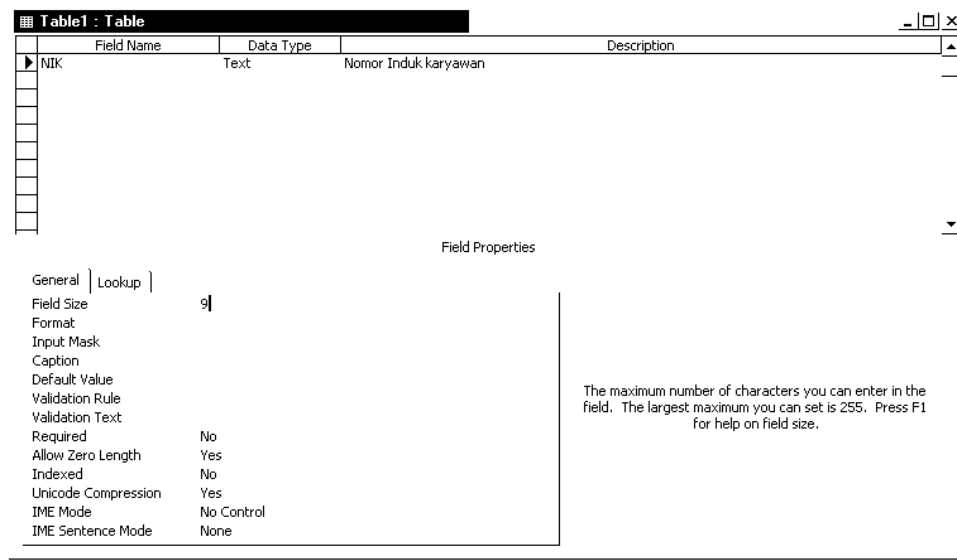 Table1 : Table
Field Name Data Type Description
NIK Text Nomor Induk karyawan
Field Properties
General Lookup
Field Size 9
Format
Input Mask
Caption
Default Value
Validation Rule
Validation Text
Required No
Allow Zero Length Yes
Indexed No
Unicode Compression Yes
IME Mode No Control
IME Sentence Mode None
The maximum number of characters you can enter in the
field. The largest maximum you can set is 255. Press F1
for help on field size.